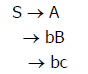 S → A
→ bB
→ bc